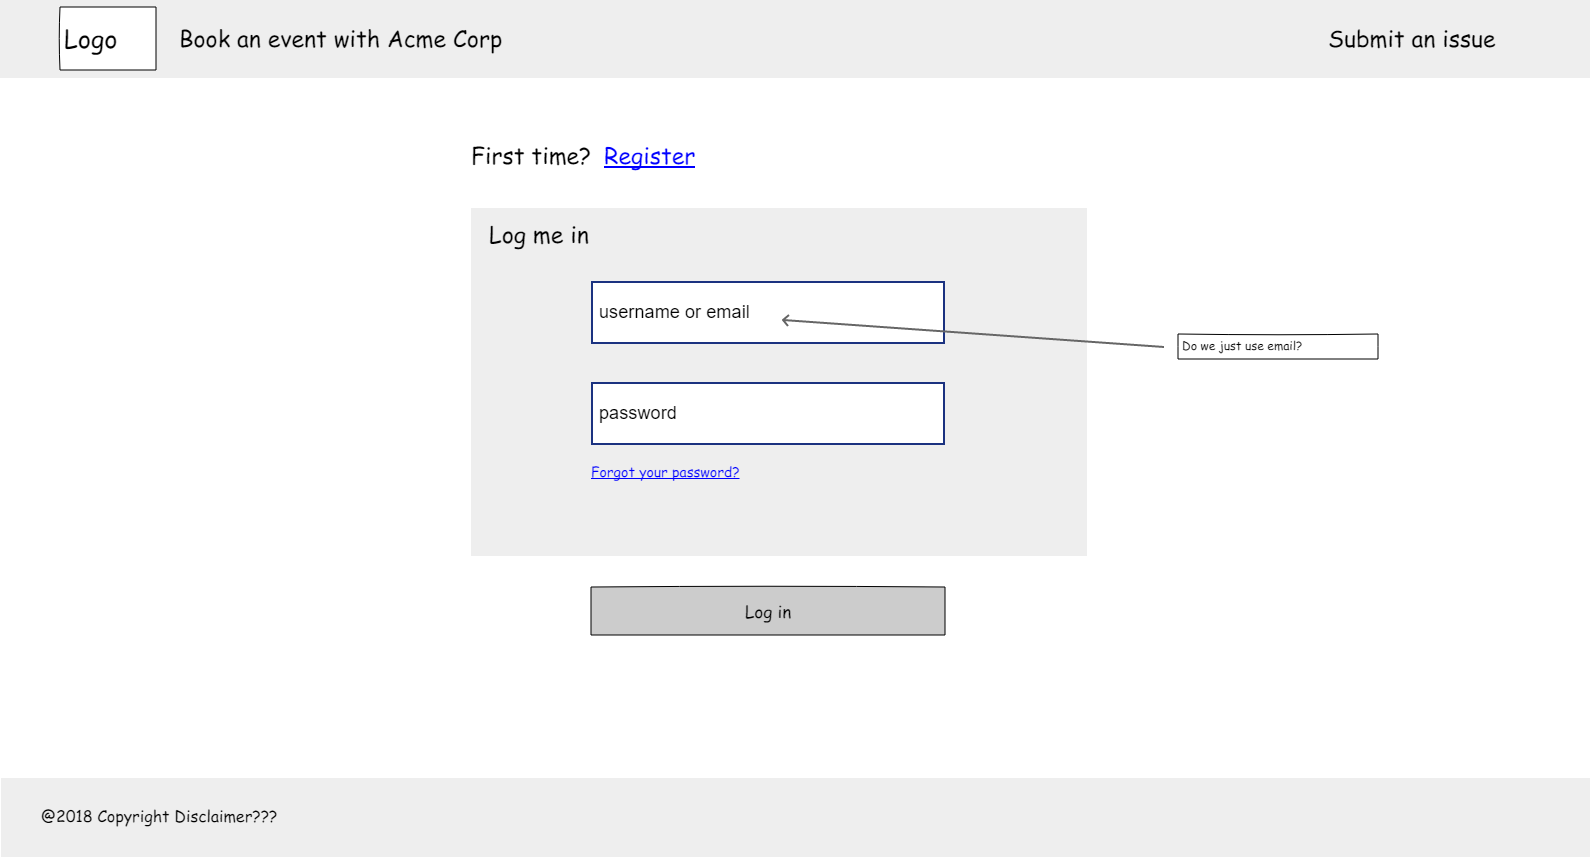 Logo
Book an event with Acme Corp
Submit an issue
First time? Register
Log me in
username or email
Do we just use email?
password
Forgot your password?
Log in
@2018 Copyright Disclaimer???